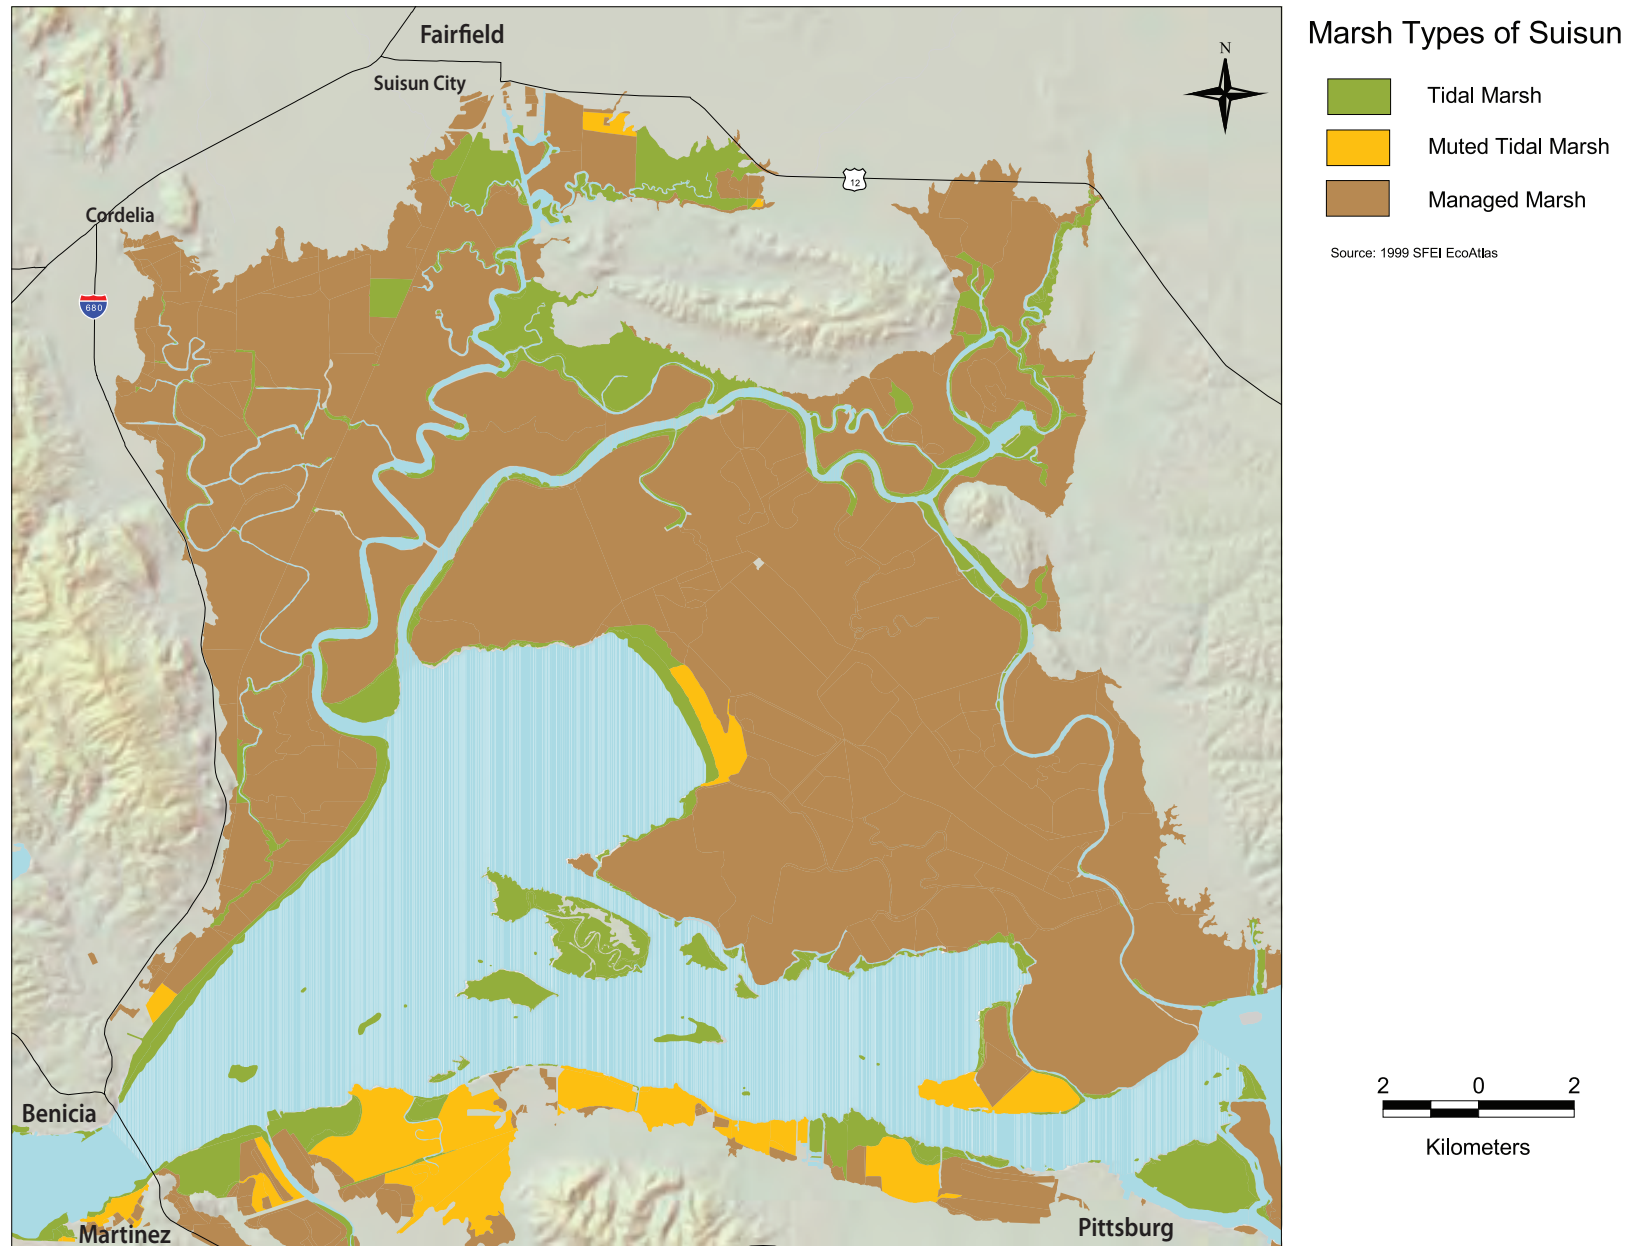 Marsh Types of Suisun
N
Tidal Marsh
Muted Tidal Marsh
Managed Marsh
Source: 1999 SFEI EcoAtlas
Fairfield
Suisun City
12
Cordelia
680
Benicia
Martinez
Pittsburg
2 0 2
Kilometers